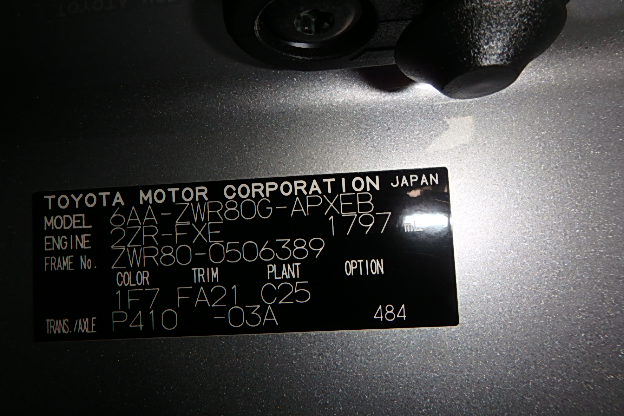 TOYOTA MOTOR CORPORATION JAPAN
MODEL 6AA-ZWR80G-APXEB
ENGINE 2ZR-FXE 1797 mL
FRAME No. ZWR80-0506389
COLOR TRIM PLANT OPTION
1F7 FA21 C25
TRANS./AXLE P410 -03A 484